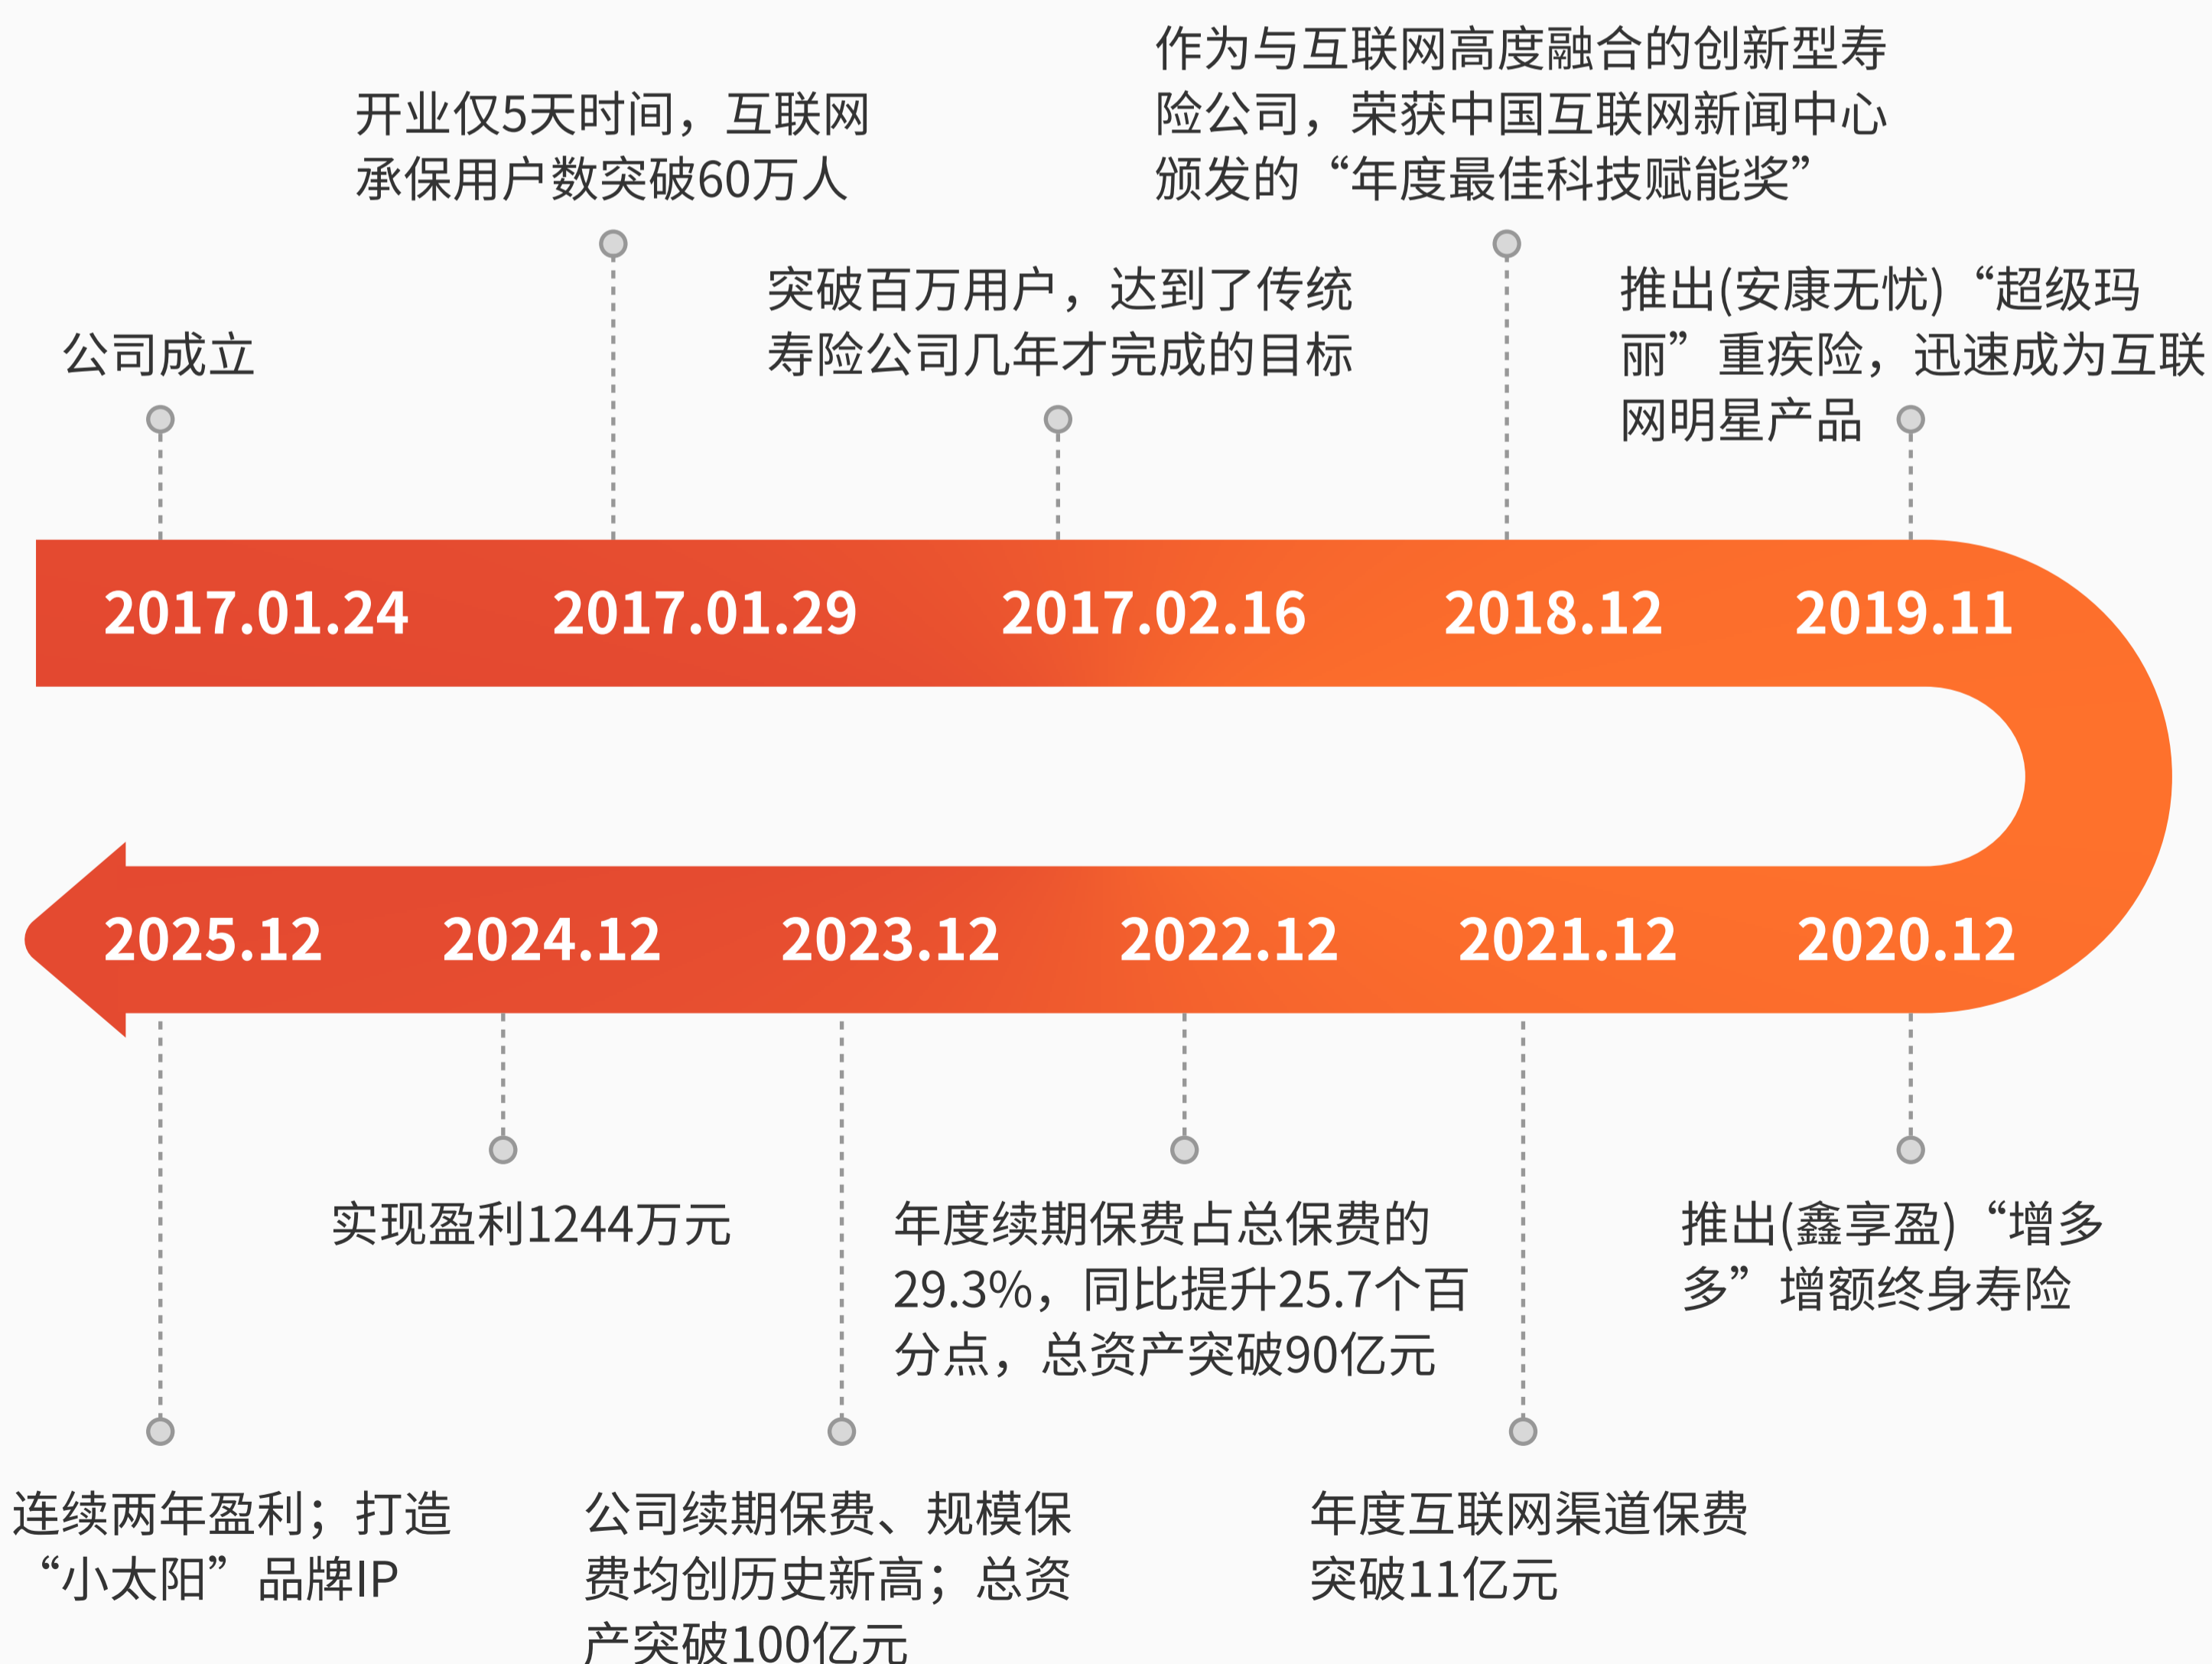 作为与互联网高度融合的创新型寿
险公司，荣获中国互联网新闻中心
颁发的“年度最佳科技赋能奖”
开业仅5天时间，互联网
承保用户数突破60万人
突破百万用户，达到了传统
寿险公司几年才完成的目标
推出(安康无忧)“超级玛
丽”重疾险，迅速成为互联
网明星产品
公司成立
2017.01.24
2017.01.29
2017.02.16
2018.12
2019.11
2025.12
2024.12
2023.12
2022.12
2021.12
2020.12
实现盈利1244万元
年度续期保费占总保费的
29.3%，同比提升25.7个百
分点，总资产突破90亿元
推出(鑫享盈)“增多
多”增额终身寿险
连续两年盈利；打造
“小太阳”品牌IP
公司续期保费、规模保
费均创历史新高；总资
产突破100亿元
年度互联网渠道保费
突破11亿元